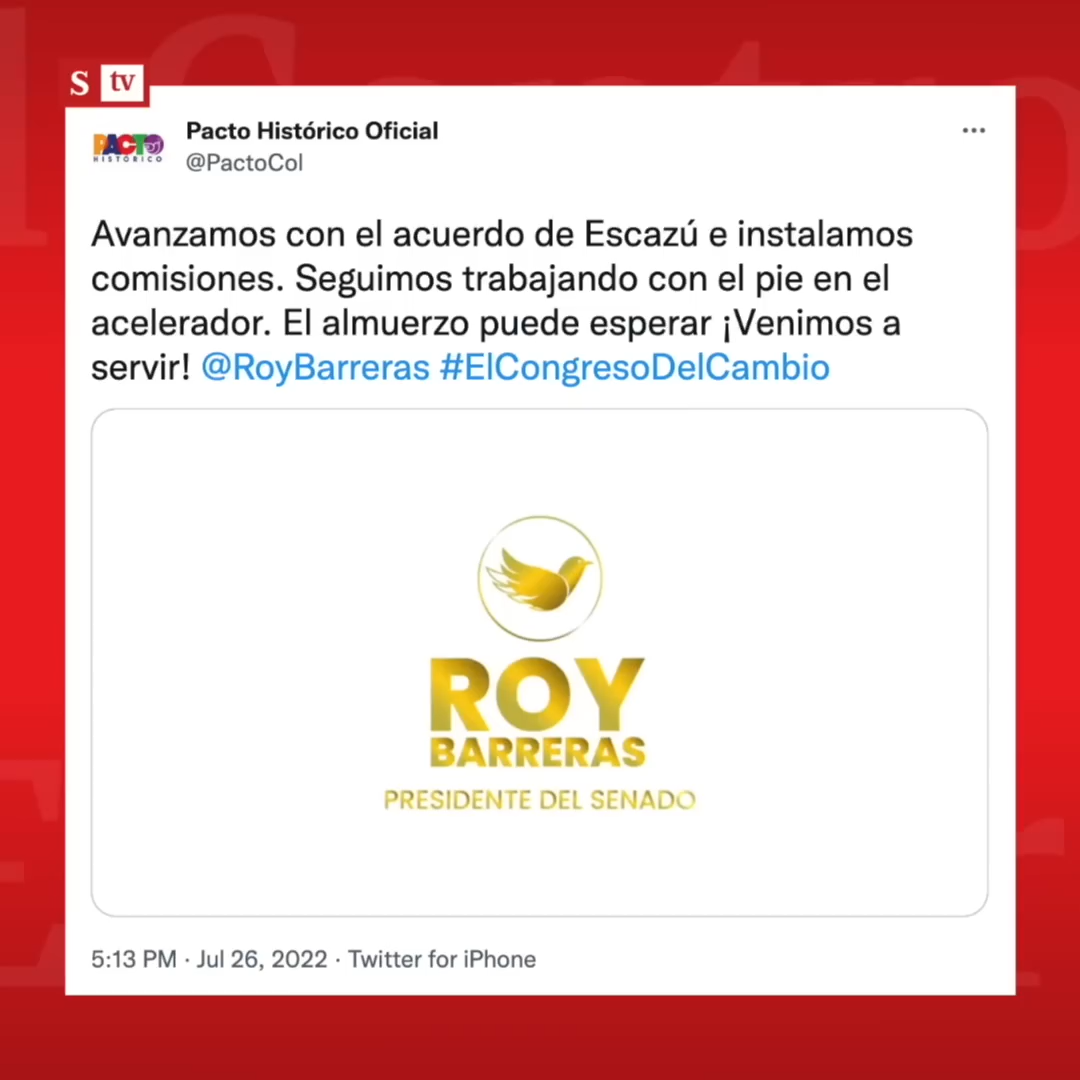 S tv
PACTO
HISTÓRICO
Pacto Histórico Oficial
@PactoCol
Avanzamos con el acuerdo de Escazú e instalamos
comisiones. Seguimos trabajando con el pie en el
acelerador. El almuerzo puede esperar ¡Venimos a
servir! @RoyBarreras #ElCongresoDelCambio
ROY
BARRERAS
PRESIDENTE DEL SENADO
5:13 PM · Jul 26, 2022 · Twitter for iPhone